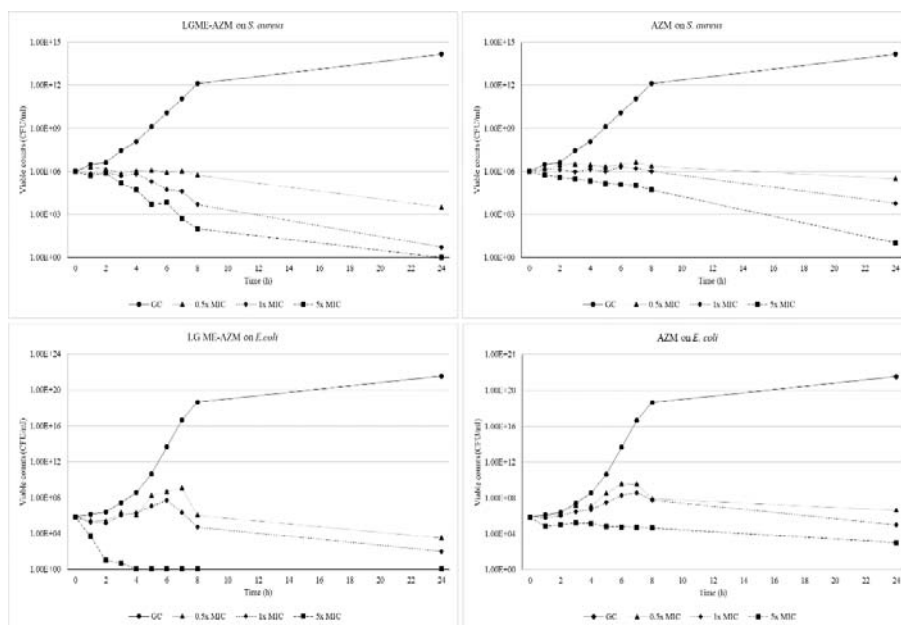 LGME-AZM on S. aureus
1.00E+15
1.00E+12
1.00E+09
1.00E+06
1.00E+03
1.00E+00
Viable counts (CFU/ml)
0 2 4 6 8 10 12 14 16 18 20 22 24
Time (h)
GC 0.5x MIC 1x MIC 5x MIC
AZM on S. aureus
1.00E+15
1.00E+12
1.00E+09
1.00E+06
1.00E+03
1.00E+00
Viable counts (CFU/ml)
0 2 4 6 8 10 12 14 16 18 20 22 24
Time (h)
GC 0.5x MIC 1x MIC 5x MIC
LG ME-AZM on E.coli
1.00E+24
1.00E+20
1.00E+16
1.00E+12
1.00E+08
1.00E+04
1.00E+00
Viable counts (CFU/ml)
0 2 4 6 8 10 12 14 16 18 20 22 24
Time (h)
GC 0.5x MIC 1x MIC 5x MIC
AZM on E. coli
1.00E+24
1.00E+20
1.00E+16
1.00E+12
1.00E+08
1.00E+04
1.00E+00
Viable counts (CFU/ml)
0 2 4 6 8 10 12 14 16 18 20 22 24
Time (h)
GC 0.5x MIC 1x MIC 5x MIC